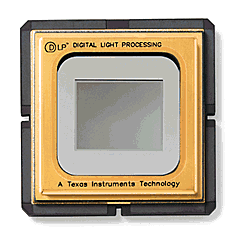 DLP DIGITAL LIGHT PROCESSING
A Texas Instruments Technology